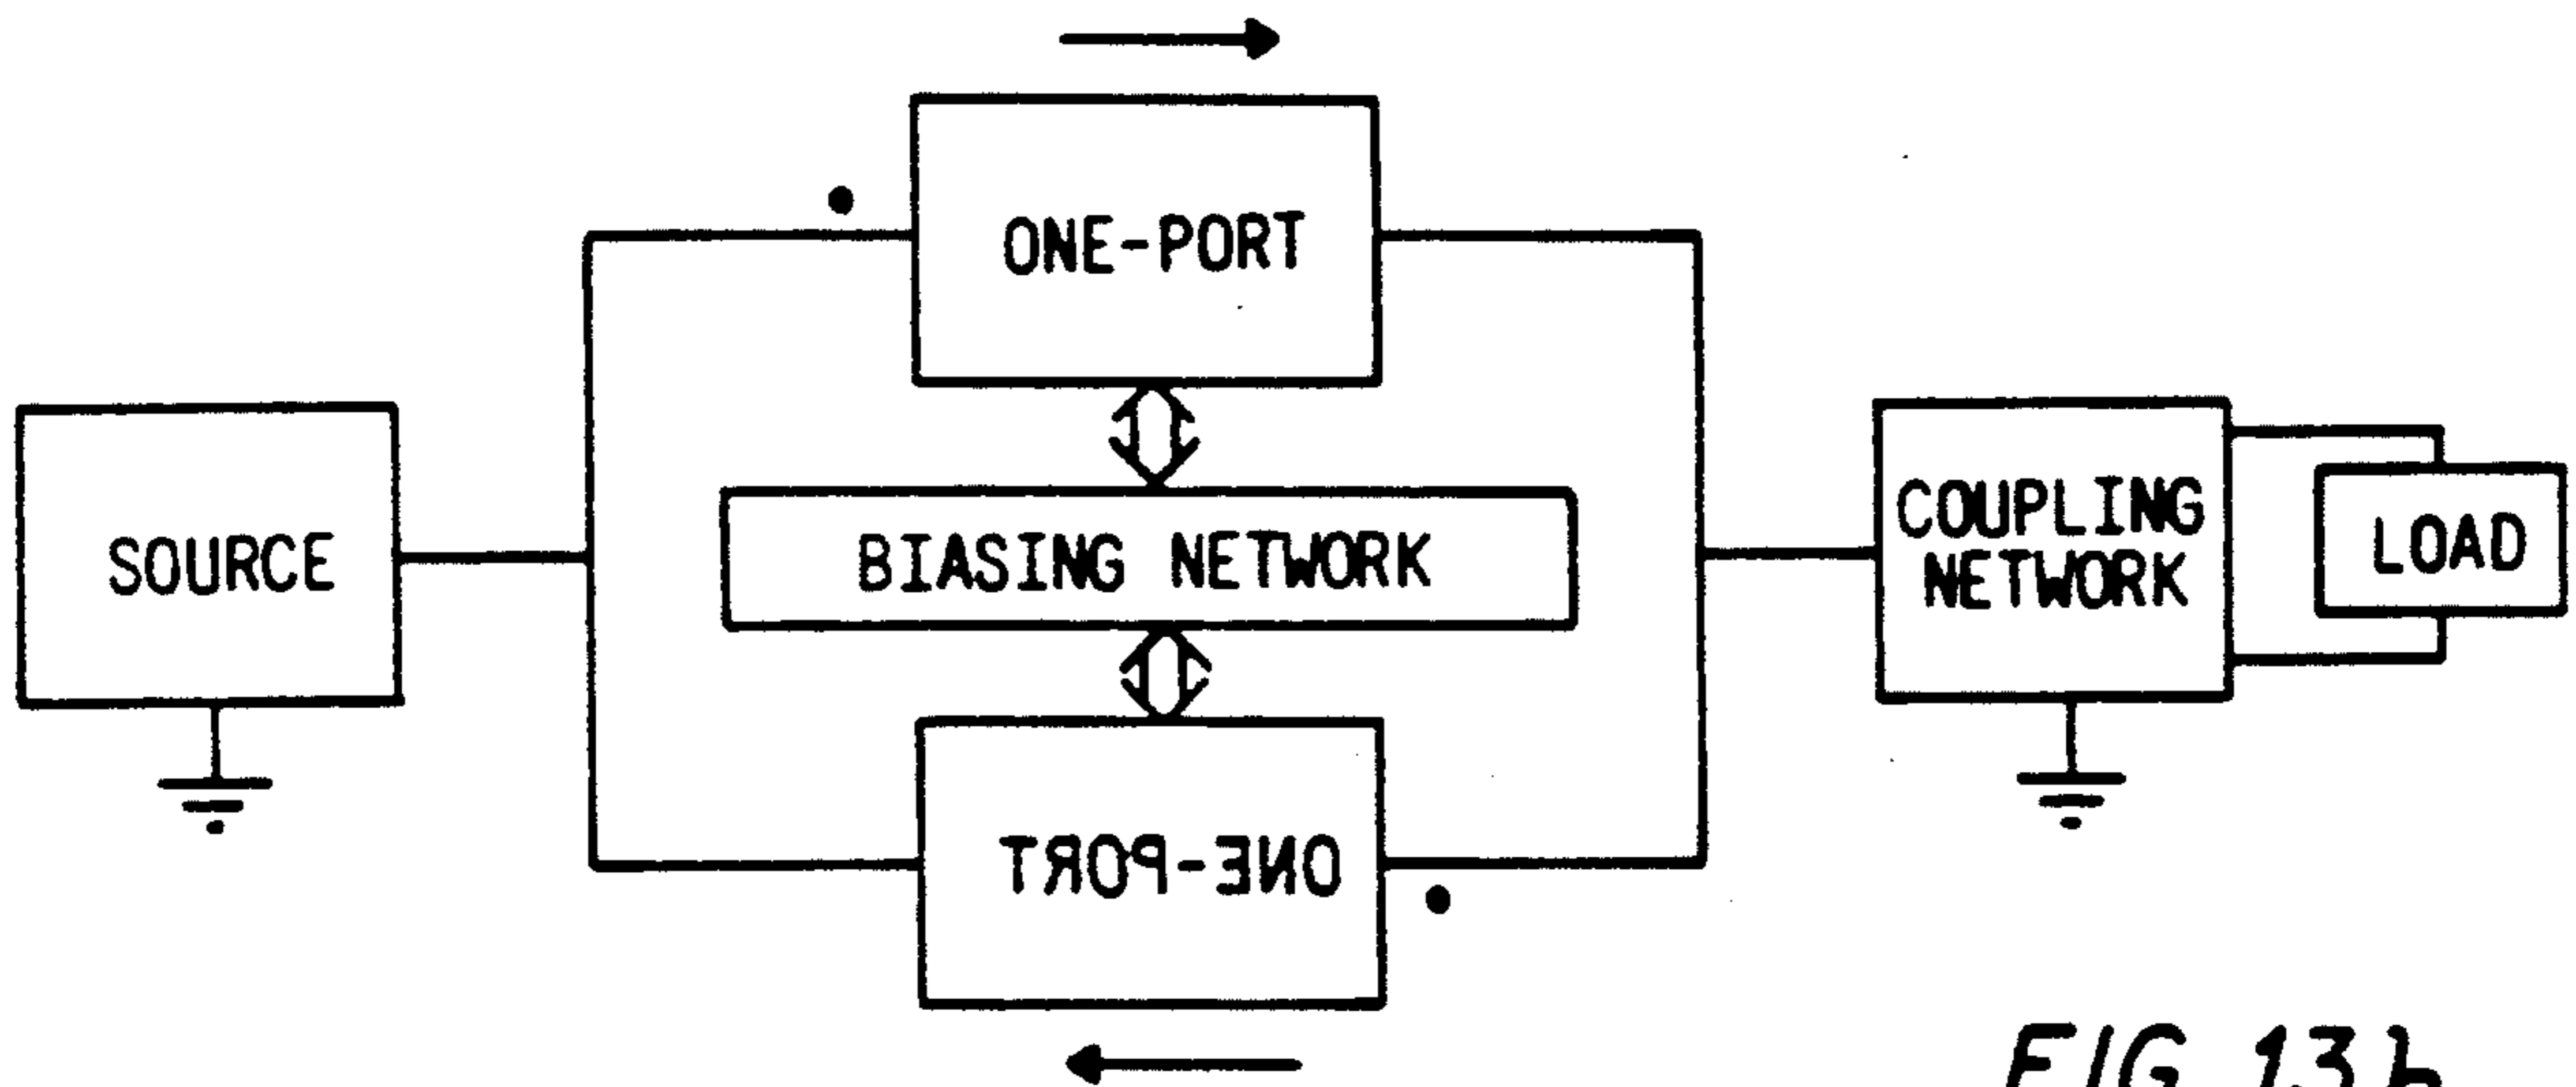 ONE-PORT
SOURCE
BIASING NETWORK
COUPLING
NETWORK
LOAD
ONE-PORT
FIG. 13b